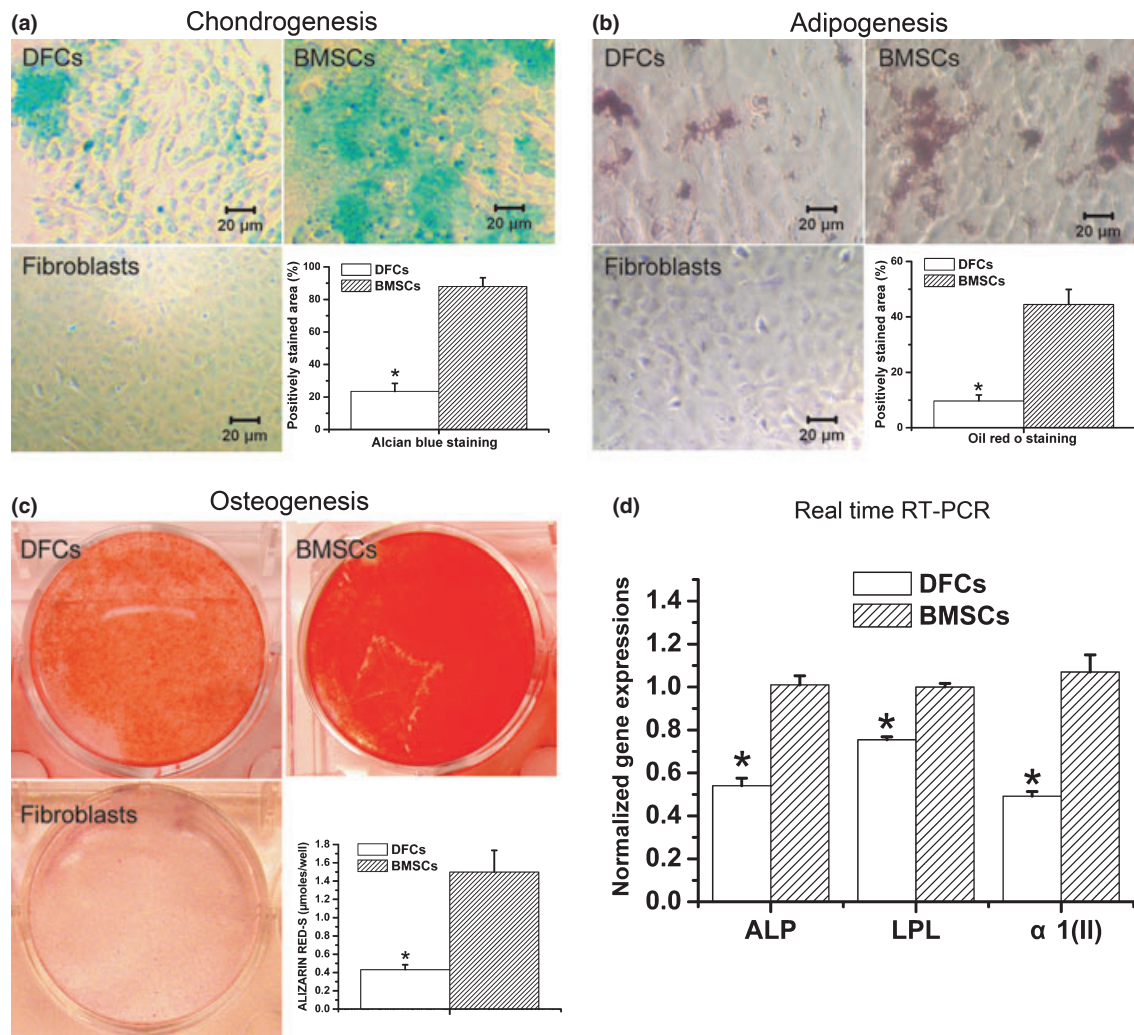 (a)
Chondrogenesis
DFCs
BMSCs
20 µm
20 µm
Fibroblasts
20 µm
Positively stained area (%)
100
80
60
40
20
0
DFCs
BMSCs
*
Alcian blue staining
(b)
Adipogenesis
DFCs
BMSCs
20 µm
20 µm
Fibroblasts
20 µm
Positively stained area (%)
60
40
20
0
DFCs
BMSCs
*
Oil red o staining
(c)
Osteogenesis
DFCs
BMSCs
Fibroblasts
ALIZARIN RED-S (µmoles/well)
1.8
1.6
1.4
1.2
1.0
0.8
0.6
0.4
0.2
0.0
DFCs
BMSCs
*
(d)
Real time RT-PCR
Normalized gene expressions
1.4
1.2
1.0
0.8
0.6
0.4
0.2
0.0
DFCs
BMSCs
*
*
*
ALP
LPL
α 1(II)